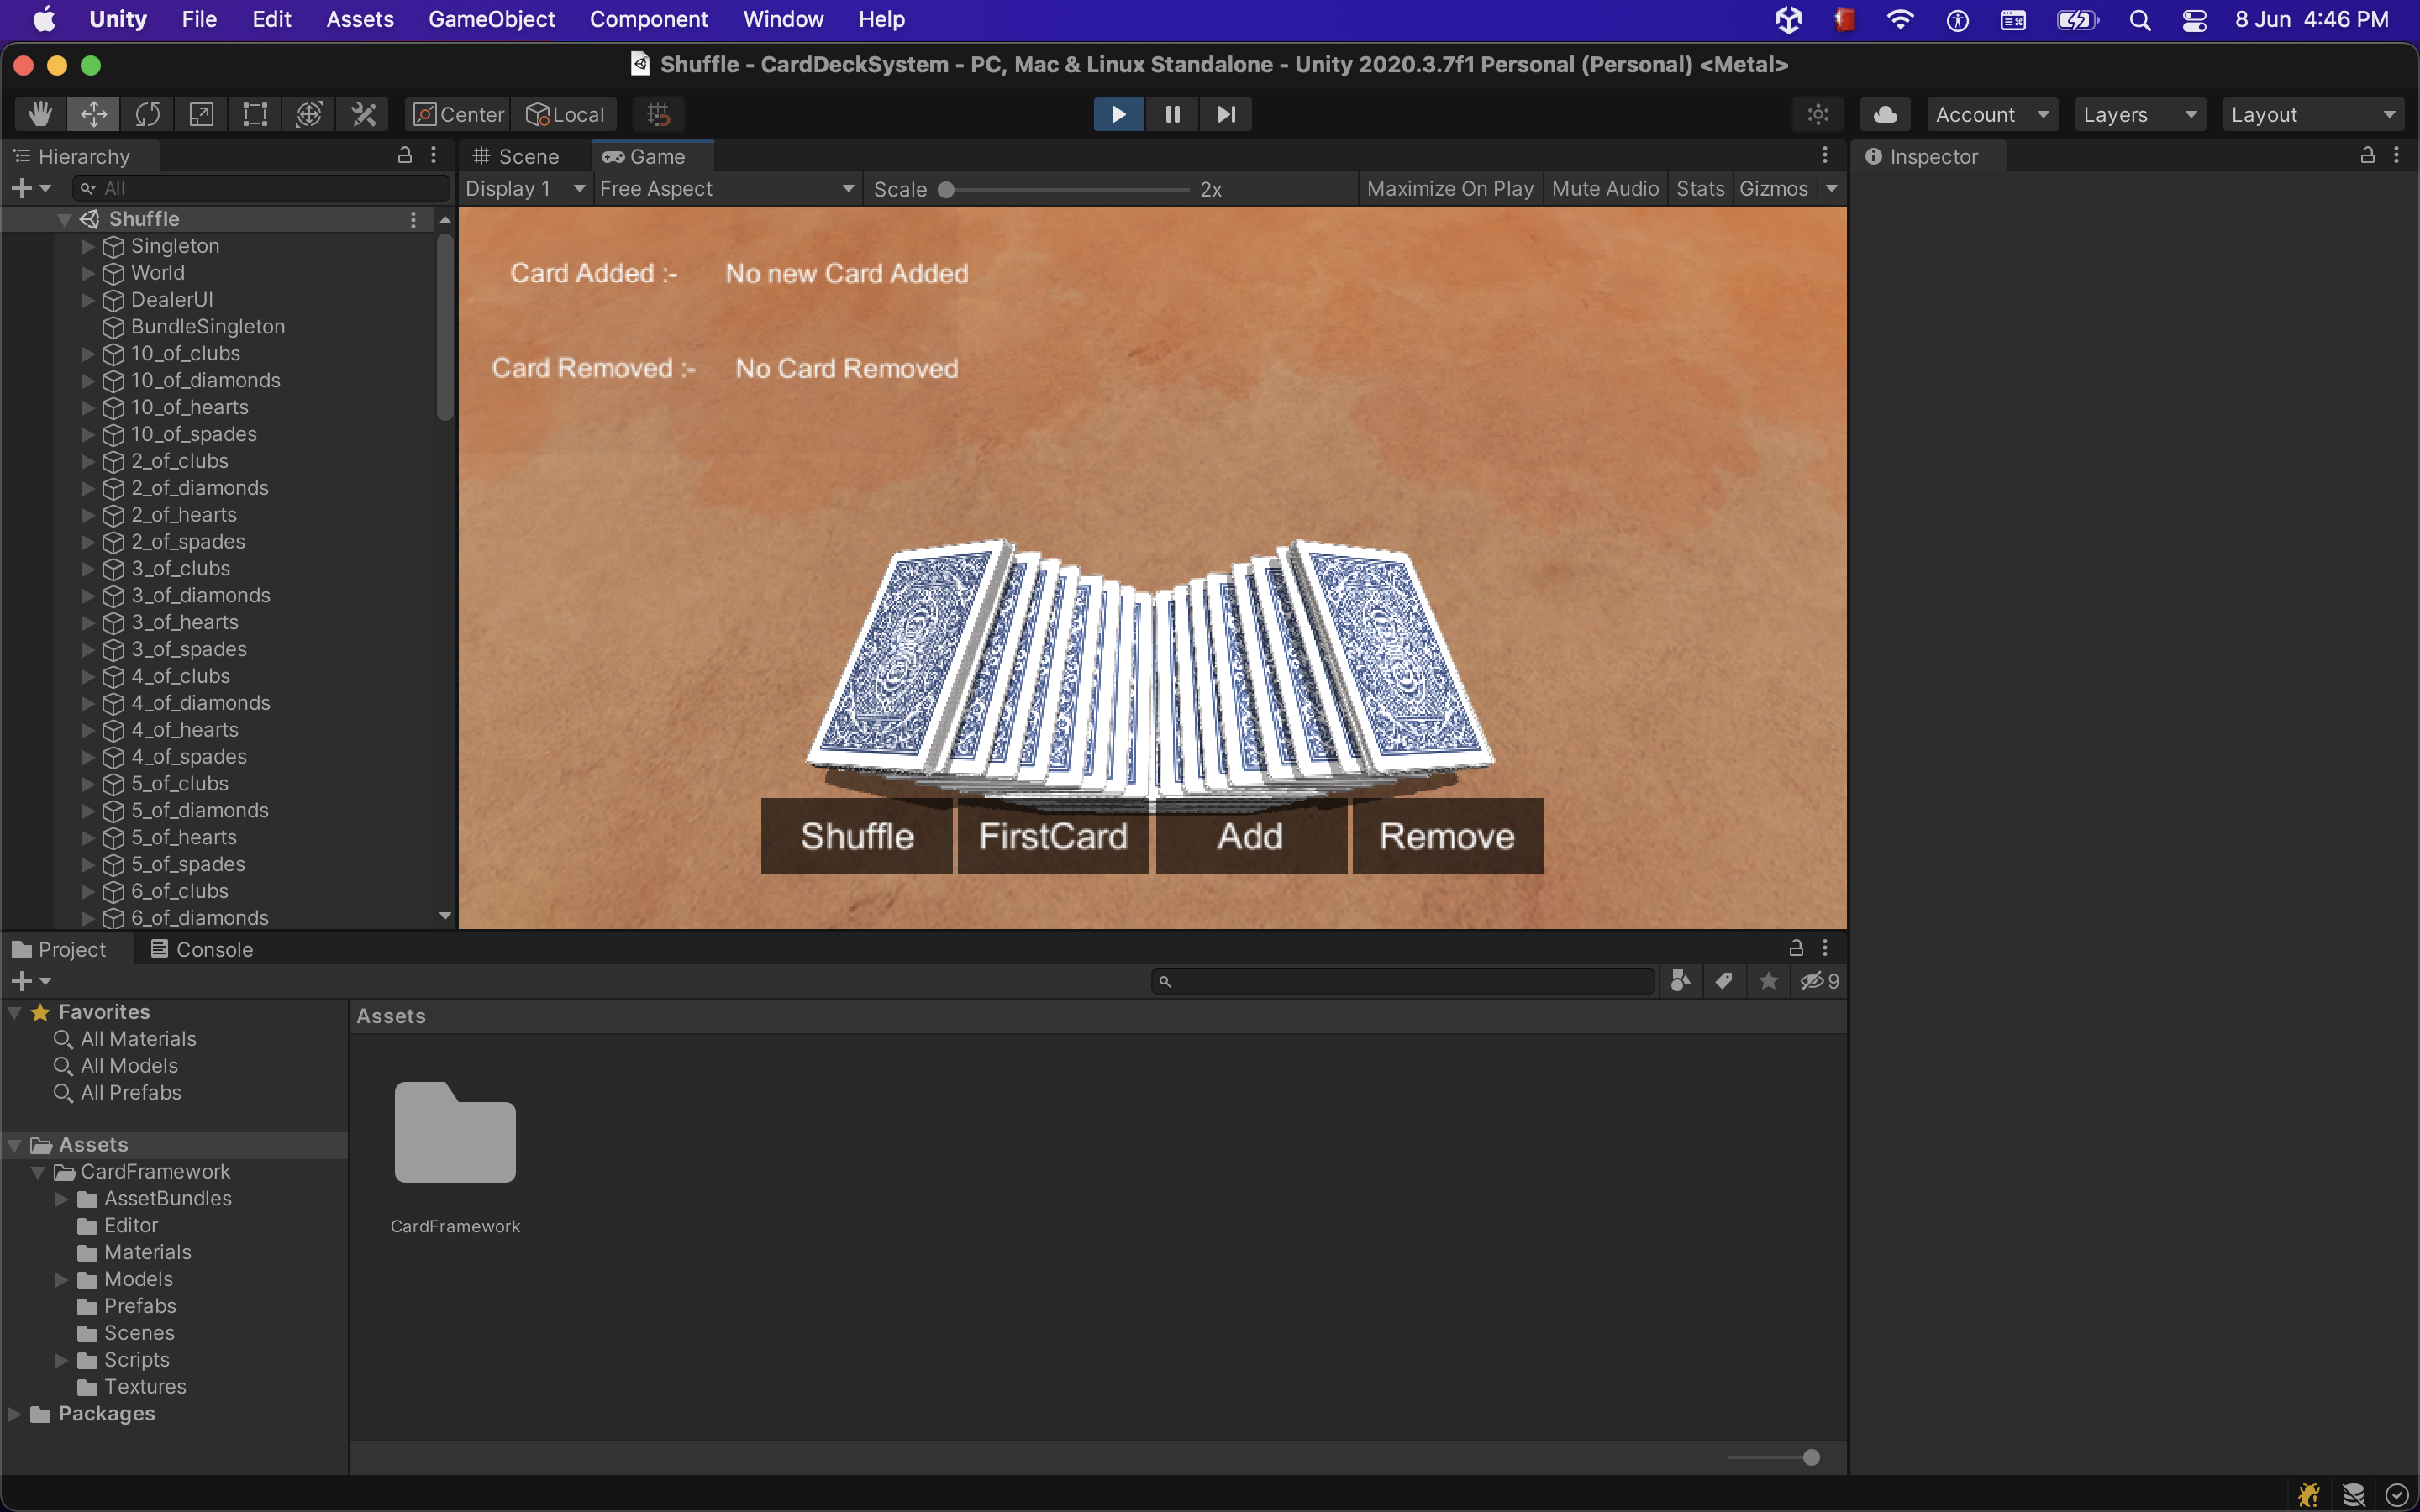 Unity File Edit Assets GameObject Component Window Help 8 Jun 4:46 PM
Shuffle - CardDeckSystem - PC, Mac & Linux Standalone - Unity 2020.3.7f1 Personal (Personal) <Metal>
Center Local Account Layers Layout
Hierarchy
All
Shuffle
Singleton
World
DealerUI
BundleSingleton
10_of_clubs
10_of_diamonds
10_of_hearts
10_of_spades
2_of_clubs
2_of_diamonds
2_of_hearts
2_of_spades
3_of_clubs
3_of_diamonds
3_of_hearts
3_of_spades
4_of_clubs
4_of_diamonds
4_of_hearts
4_of_spades
5_of_clubs
5_of_diamonds
5_of_hearts
5_of_spades
6_of_clubs
6_of_diamonds
Scene Game
Display 1 Free Aspect Scale 2x Maximize On Play Mute Audio Stats Gizmos
Card Added :- No new Card Added
Card Removed :- No Card Removed
Shuffle FirstCard Add Remove
Inspector
Project Console
9
Favorites
All Materials
All Models
All Prefabs
Assets
CardFramework
AssetBundles
Editor
Materials
Models
Prefabs
Scenes
Scripts
Textures
Packages
Assets
CardFramework